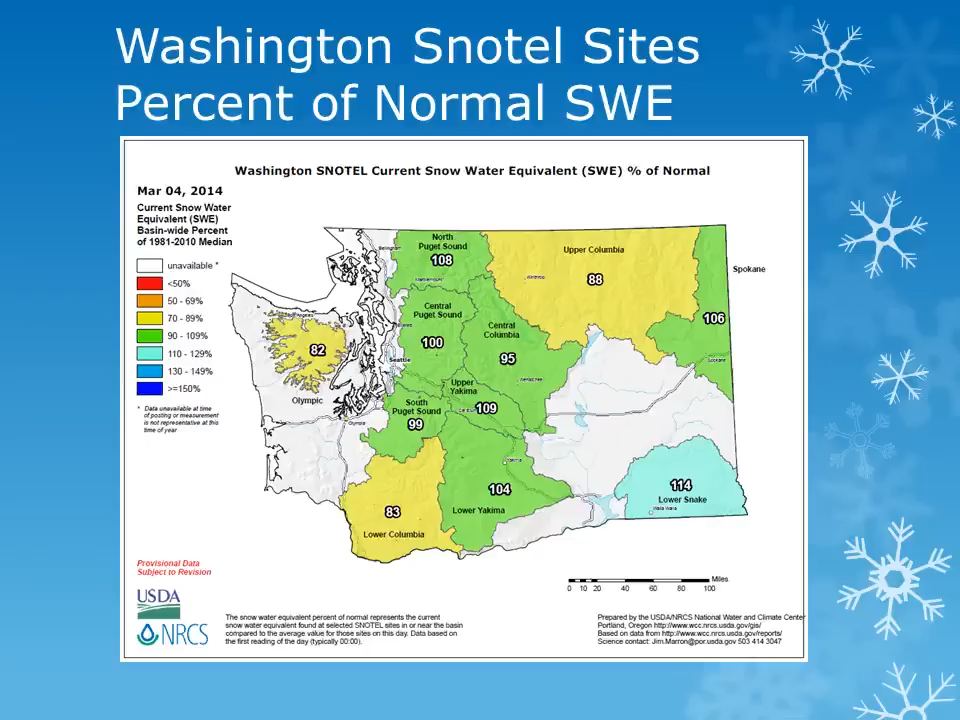 Washington Snotel Sites
Percent of Normal SWE
Washington SNOTEL Current Snow Water Equivalent (SWE) % of Normal
Mar 04, 2014
Current Snow Water
Equivalent (SWE)
Basin-wide Percent
of 1981-2010 Median
unavailable *
<50%
50 - 69%
70 - 89%
90 - 109%
110 - 129%
130 - 149%
>=150%
* Data unavailable at time
of posting or measurement
is not representative at this
time of year
North
Puget Sound
108
Bellingham
Upper Columbia
88
Spokane
106
Central
Puget Sound
100
Central
Columbia
95
Seattle
82
Olympic
Olympia
Upper
Yakima
109
South
Puget Sound
99
Wenatchee
Yakima
104
Lower Yakima
83
Lower Columbia
114
Lower Snake
Walla Walla
Spokane
Miles
0 10 20 40 60 80 100
Provisional Data
Subject to Revision
USDA
NRCS
The snow water equivalent percent of normal represents the current
snow water equivalent found at selected SNOTEL sites in or near the basin
compared to the average value for those sites on this day. Data based on
the first reading of the day (typically 00:00).
Prepared by the USDA/NRCS National Water and Climate Center
Portland, Oregon http://www.wcc.nrcs.usda.gov/gis/
Based on data from http://www.wcc.nrcs.usda.gov/reports/
Science contact: Jim.Marron@por.usda.gov 503 414 3047